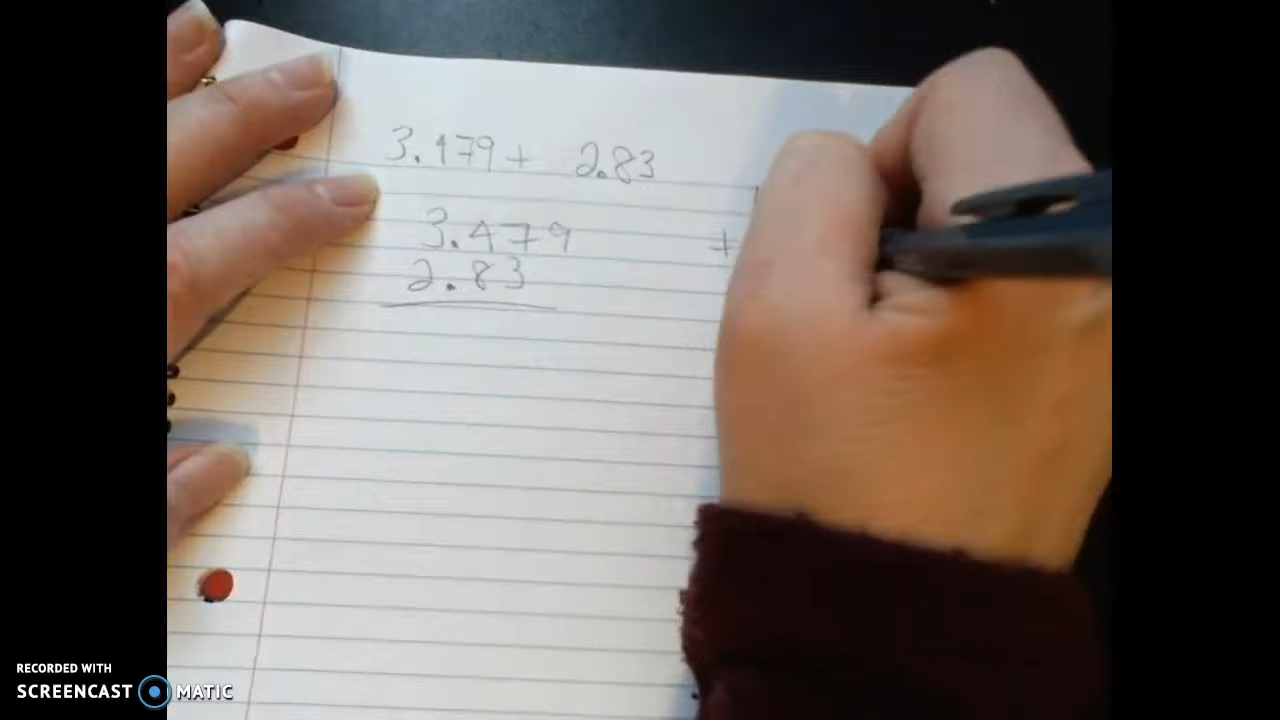 3.479 + 2.83
3.479
2.83
+
RECORDED WITH
SCREENCAST MATIC